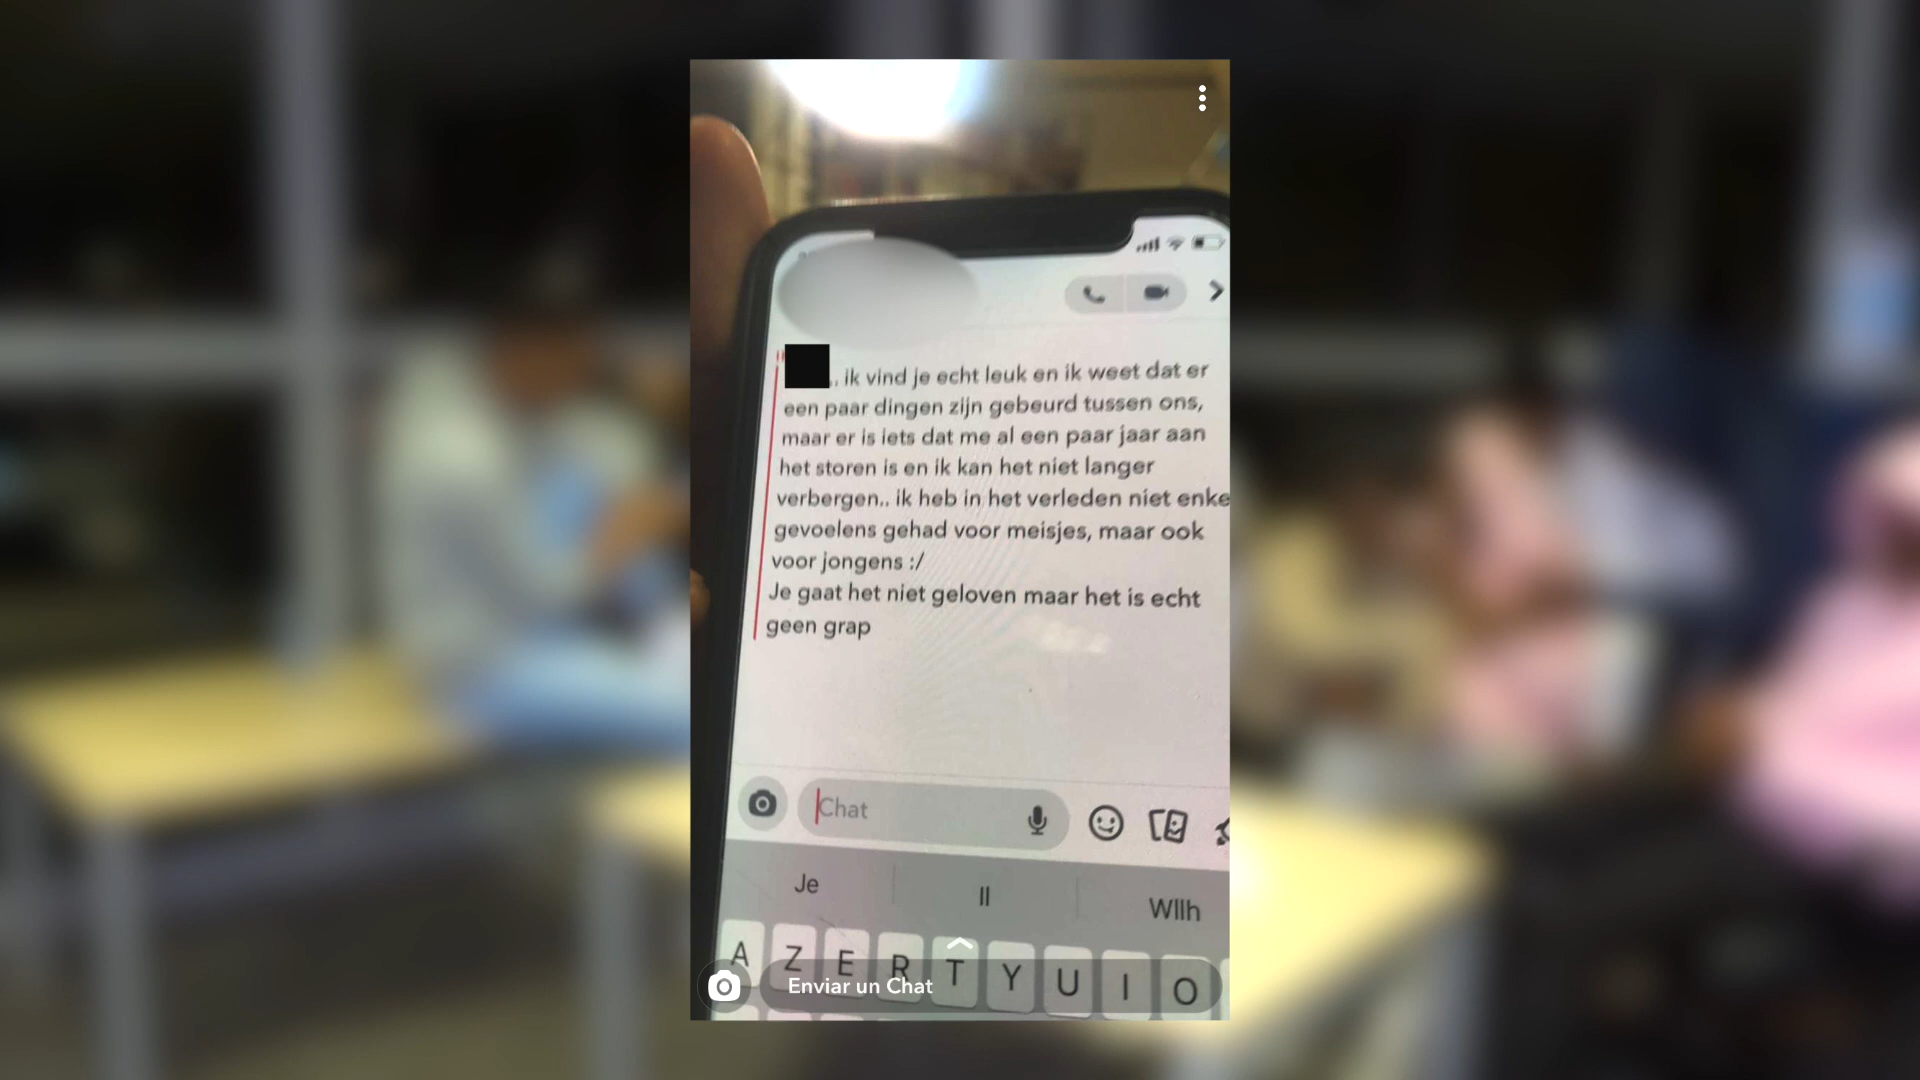 .. ik vind je echt leuk en ik weet dat er
een paar dingen zijn gebeurd tussen ons,
maar er is iets dat me al een paar jaar aan
het storen is en ik kan het niet langer
verbergen.. ik heb in het verleden niet enke
gevoelens gehad voor meisjes, maar ook
voor jongens :/
Je gaat het niet geloven maar het is echt
geen grap
Chat
Je ll Wllh
A Z E R T Y U I O
Enviar un Chat